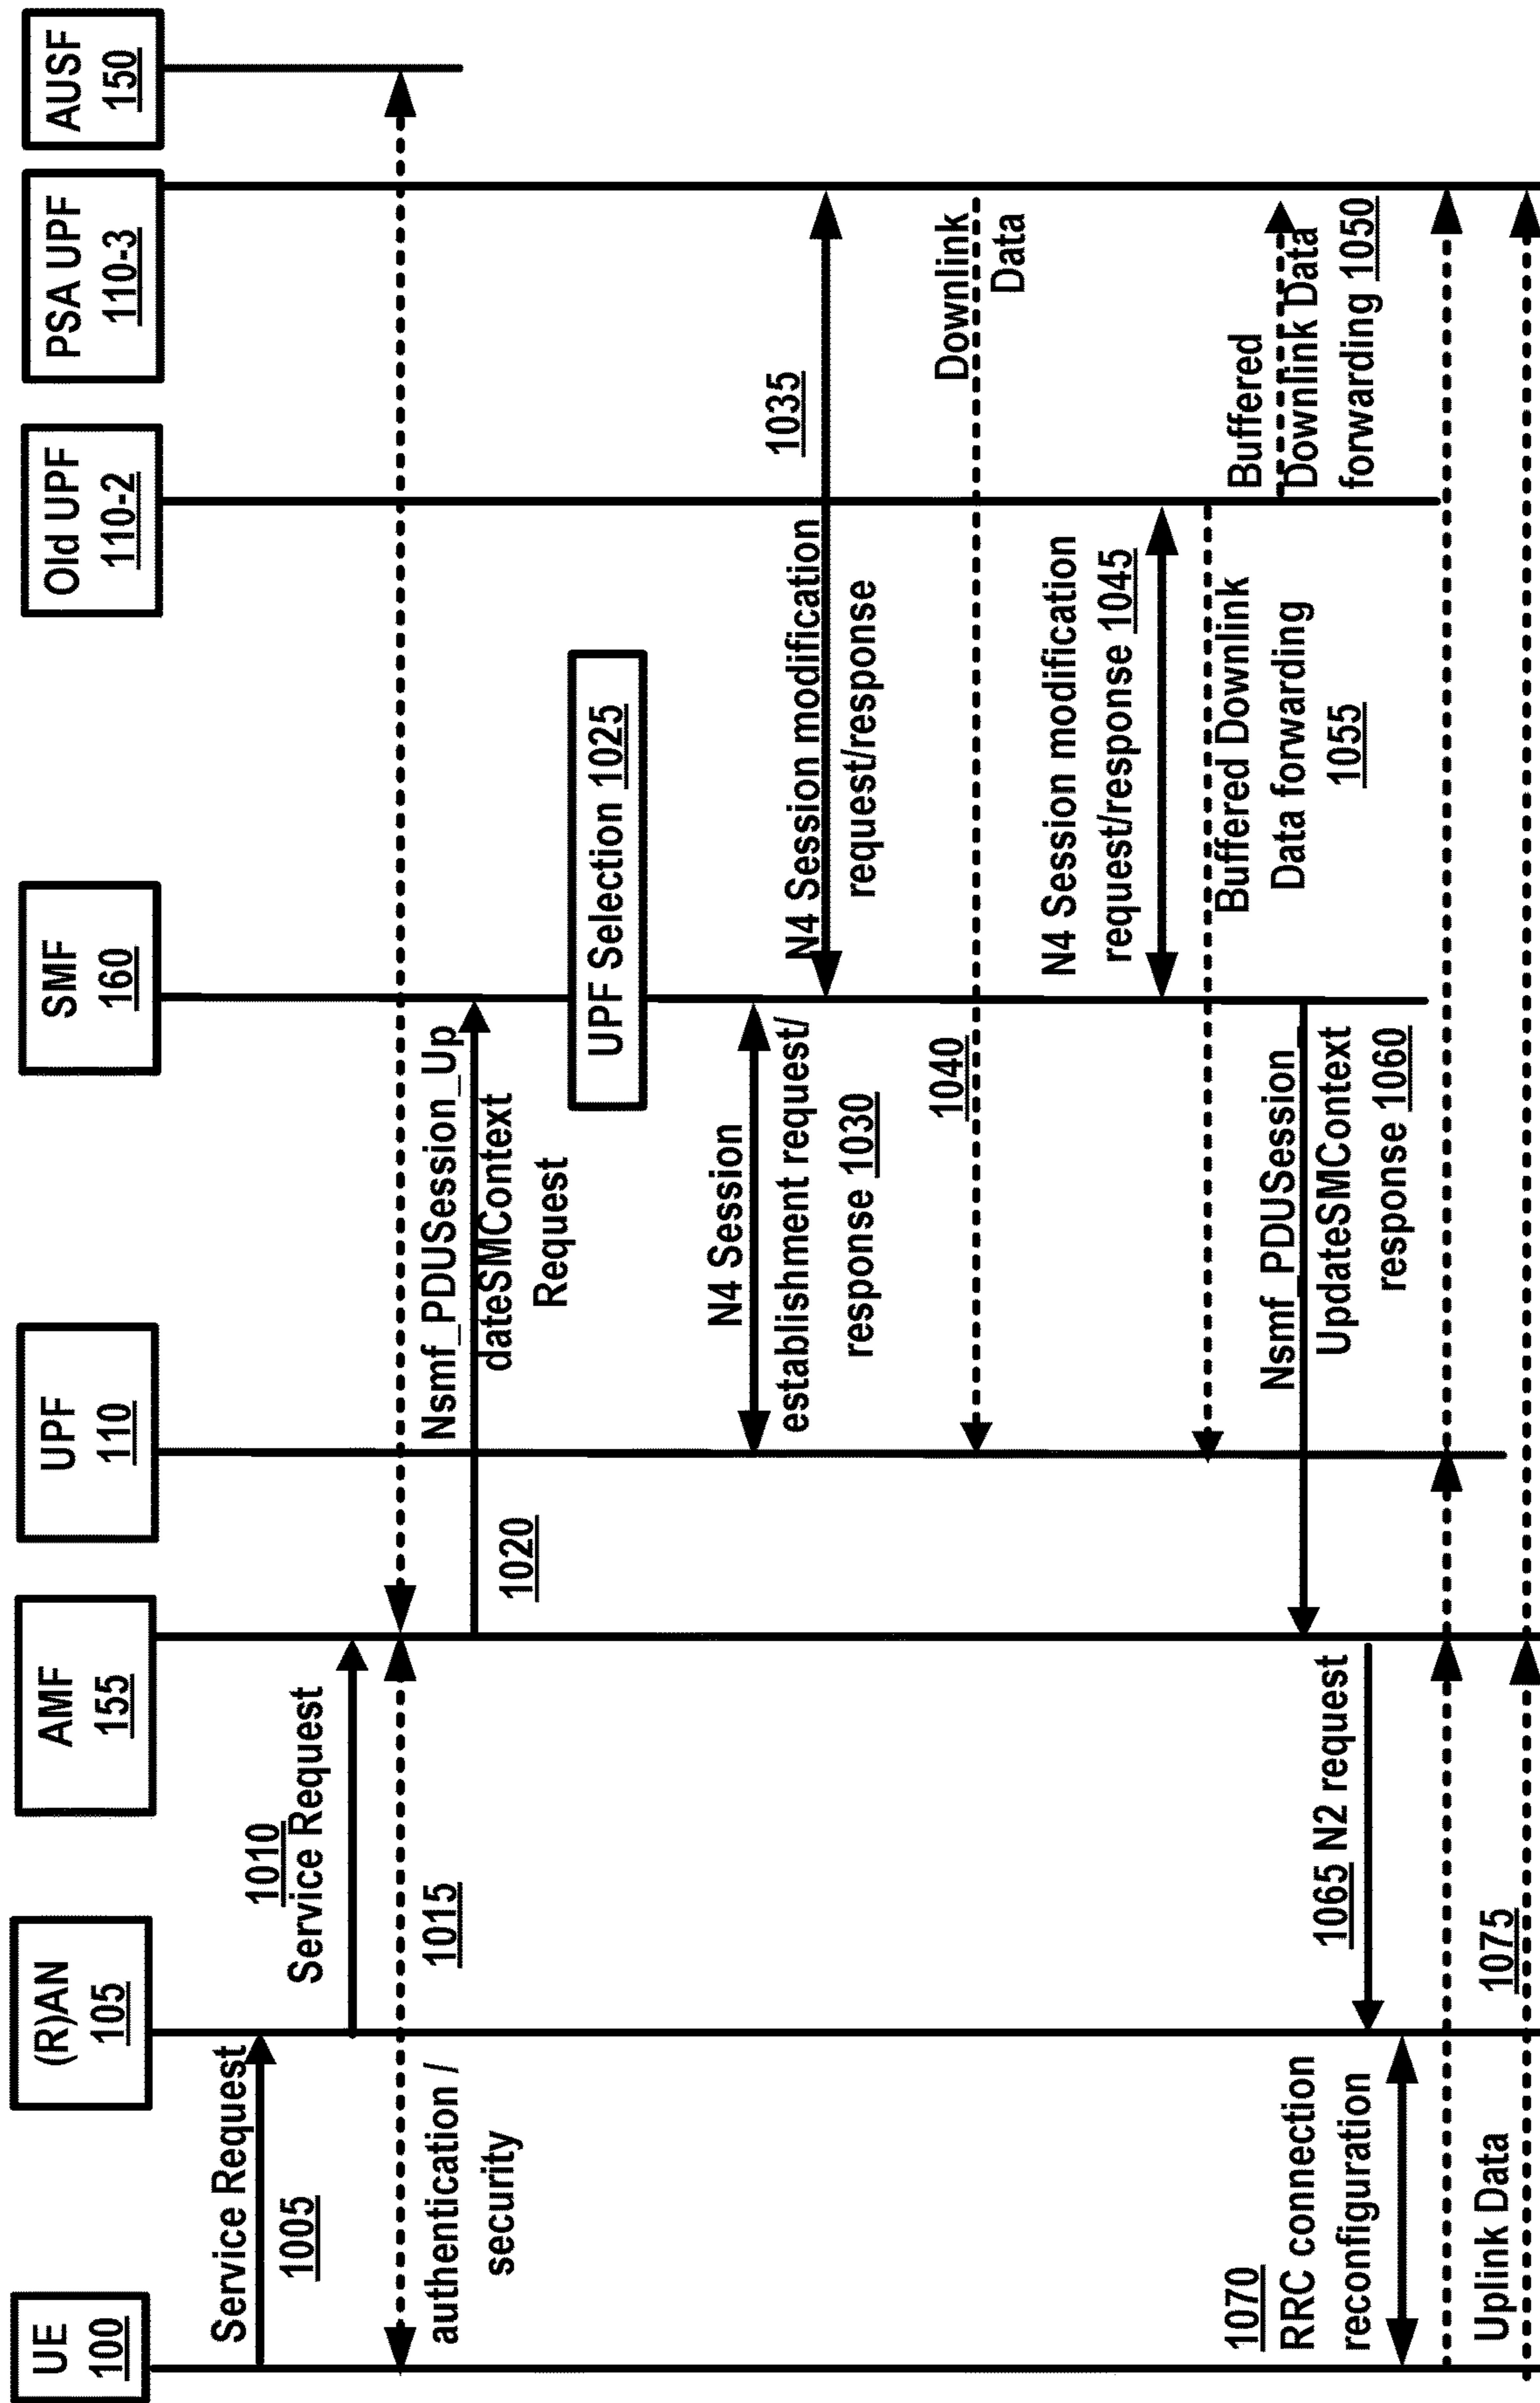 UE
100
(R)AN
105
AMF
155
UPF
110
SMF
160
Old UPF
110-2
PSA UPF
110-3
AUSF
150
Service Request
1005
1010
Service Request
authentication /
security
1015
Nsmf_PDUSession_Up
dateSMContext
Request
1020
UPF Selection 1025
N4 Session
establishment request/
response 1030
N4 Session modification
request/response
1035
Downlink
Data
1040
N4 Session modification
request/response 1045
Buffered
Downlink Data
forwarding 1050
Buffered Downlink
Data forwarding
1055
Nsmf_PDUSession_
UpdateSMContext
response 1060
1065 N2 request
1070
RRC connection
reconfiguration
Uplink Data
1075